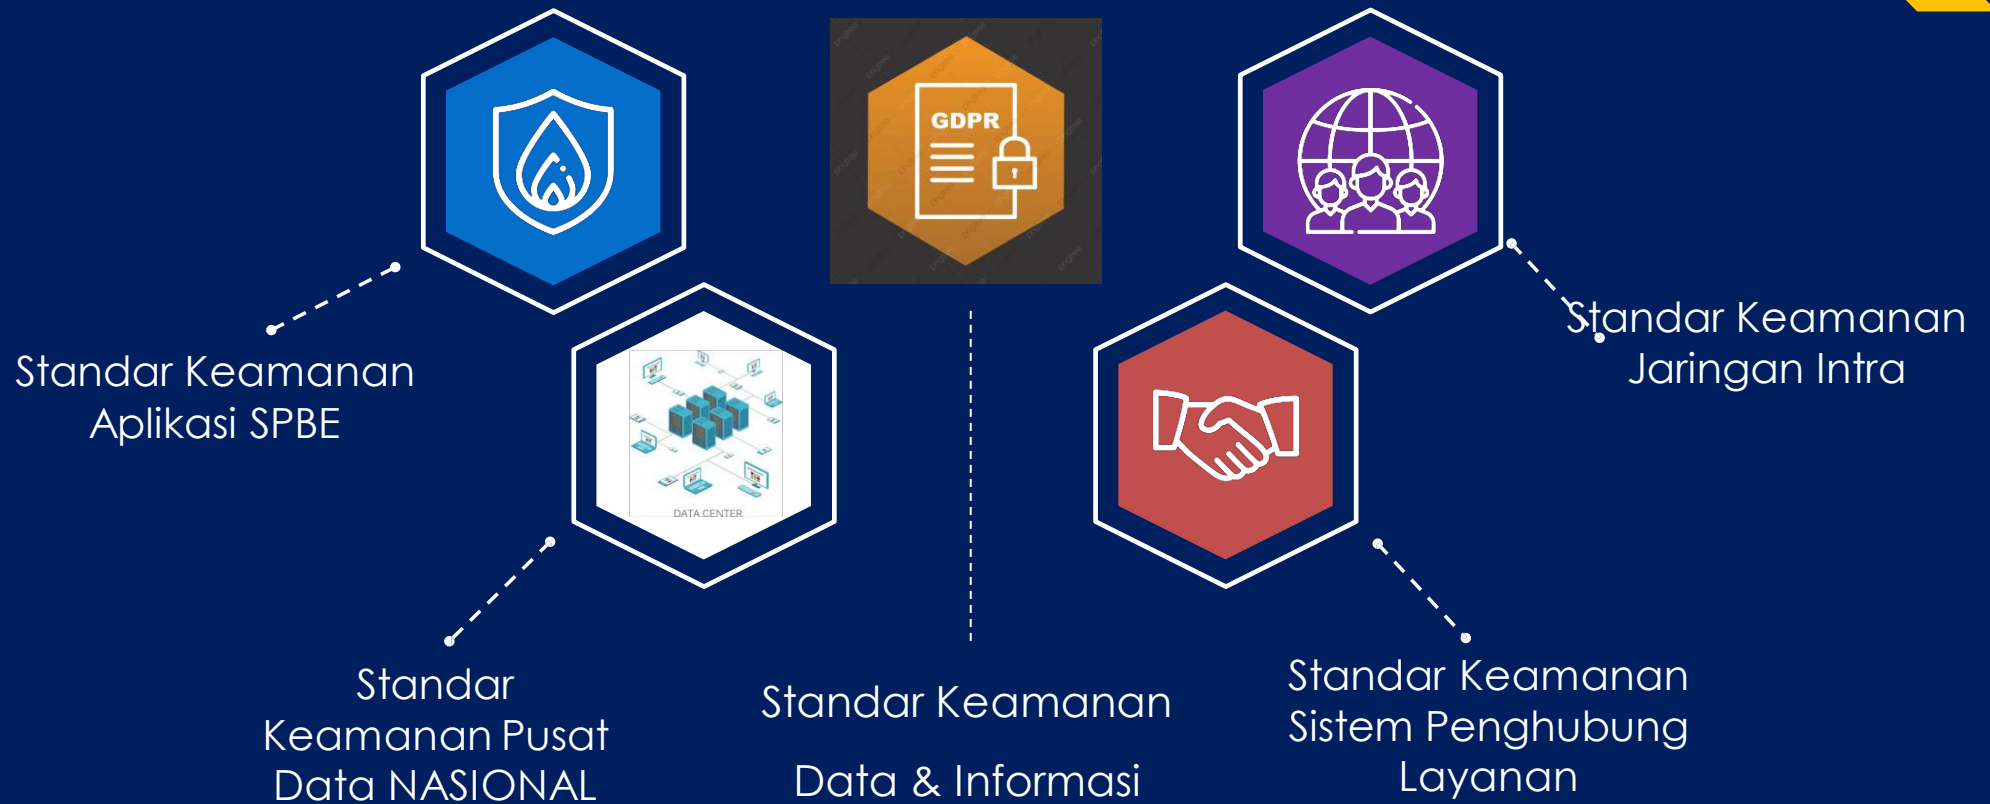 GDPR
Standar Keamanan
Aplikasi SPBE
DATA CENTER
Standar
Keamanan Pusat
Data NASIONAL
Standar Keamanan
Data & Informasi
Standar Keamanan
Sistem Penghubung
Layanan
Standar Keamanan
Jaringan Intra